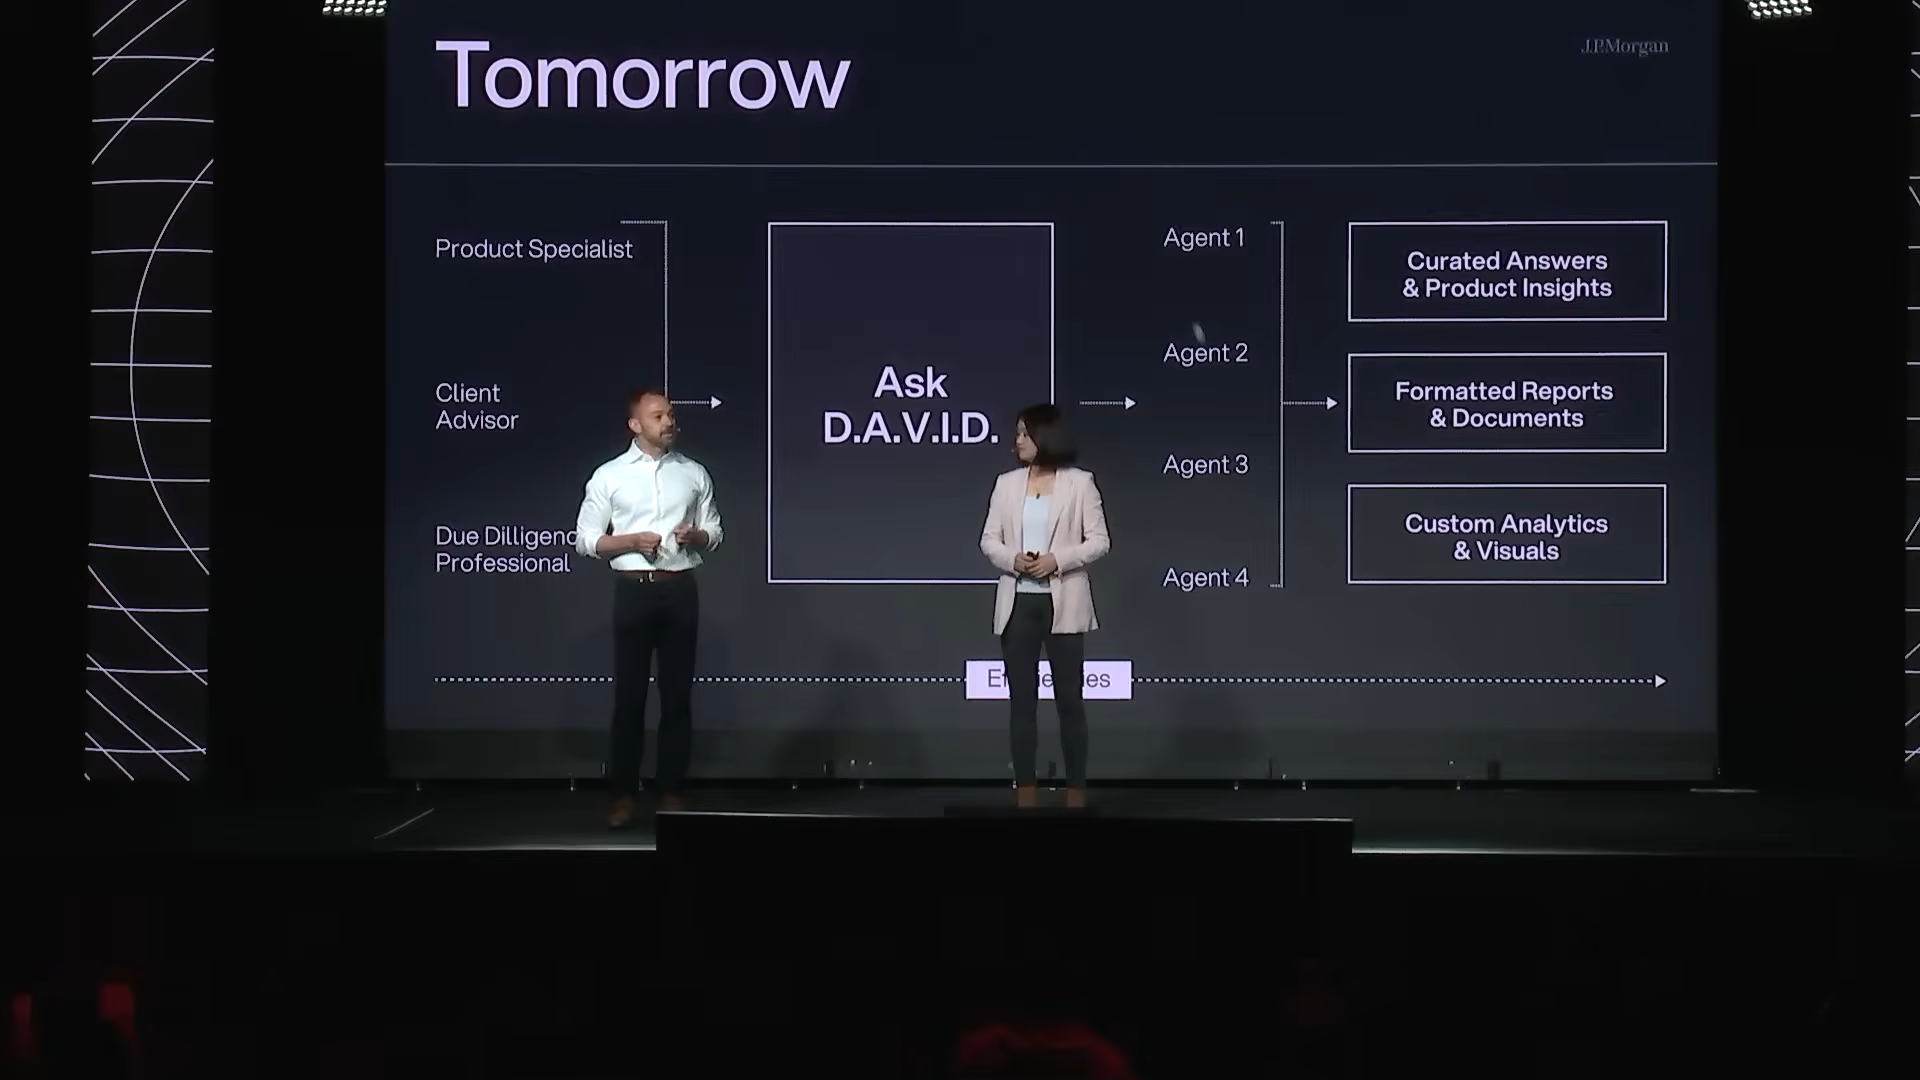 Tomorrow
J.P.Morgan
Product Specialist
Client
Advisor
Due Dilligenc
Professional
Ask
D.A.V.I.D.
Agent 1
Agent 2
Agent 3
Agent 4
Curated Answers
& Product Insights
Formatted Reports
& Documents
Custom Analytics
& Visuals